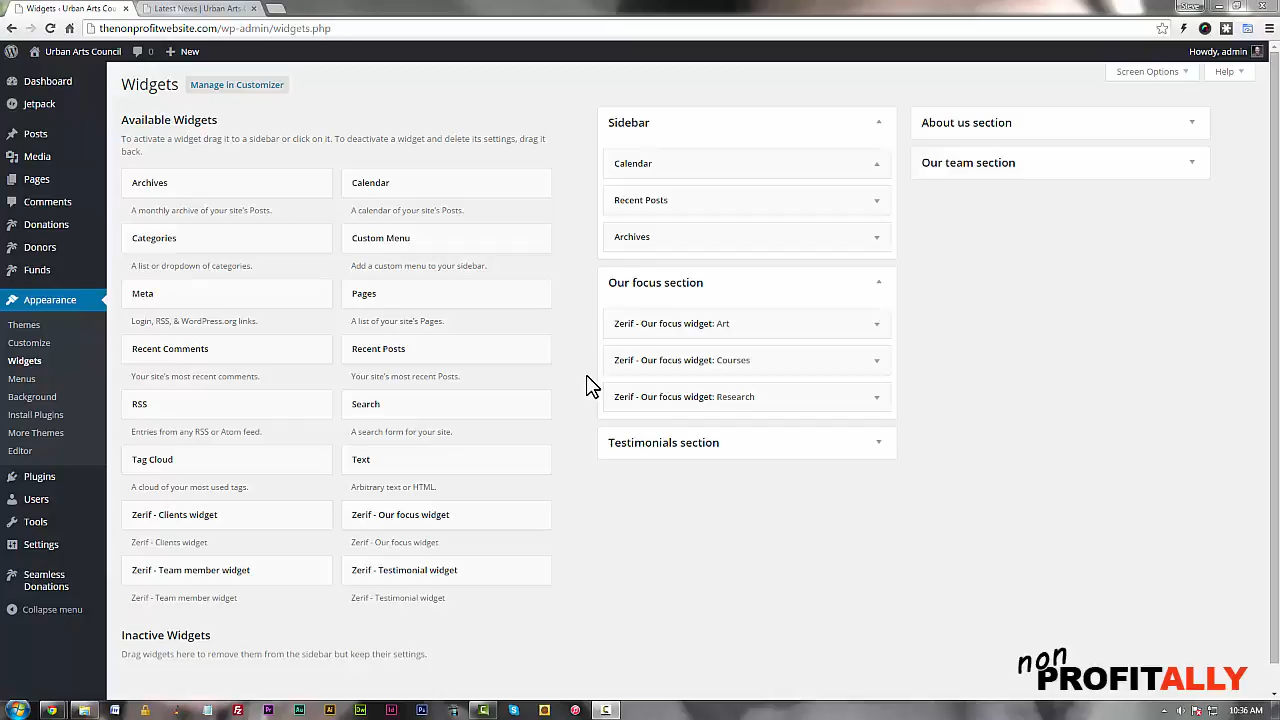 Widgets ‹ Urban Arts Cou
Latest News | Urban Arts
Steve
thenonprofitwebsite.com/wp-admin/widgets.php
Urban Arts Council
0
New
Howdy, admin
Screen Options
Help
Dashboard
Jetpack
Posts
Media
Pages
Comments
Donations
Donors
Funds
Appearance
Themes
Customize
Widgets
Menus
Background
Install Plugins
More Themes
Editor
Plugins
Users
Tools
Settings
Seamless
Donations
Collapse menu
Widgets
Manage in Customizer
Available Widgets
To activate a widget drag it to a sidebar or click on it. To deactivate a widget and delete its settings, drag it
back.
Archives
Calendar
A monthly archive of your site's Posts.
A calendar of your site's Posts.
Categories
Custom Menu
A list or dropdown of categories.
Add a custom menu to your sidebar.
Meta
Pages
Login, RSS, & WordPress.org links.
A list of your site's Pages.
Recent Comments
Recent Posts
Your site's most recent comments.
Your site's most recent Posts.
RSS
Search
Entries from any RSS or Atom feed.
A search form for your site.
Tag Cloud
Text
A cloud of your most used tags.
Arbitrary text or HTML.
Zerif - Clients widget
Zerif - Our focus widget
Zerif - Clients widget
Zerif - Our focus widget
Zerif - Team member widget
Zerif - Testimonial widget
Zerif - Team member widget
Zerif - Testimonial widget
Inactive Widgets
Drag widgets here to remove them from the sidebar but keep their settings.
Sidebar
Calendar
Recent Posts
Archives
Our focus section
Zerif - Our focus widget: Art
Zerif - Our focus widget: Courses
Zerif - Our focus widget: Research
Testimonials section
About us section
Our team section
non
PROFITALLY
10:36 AM